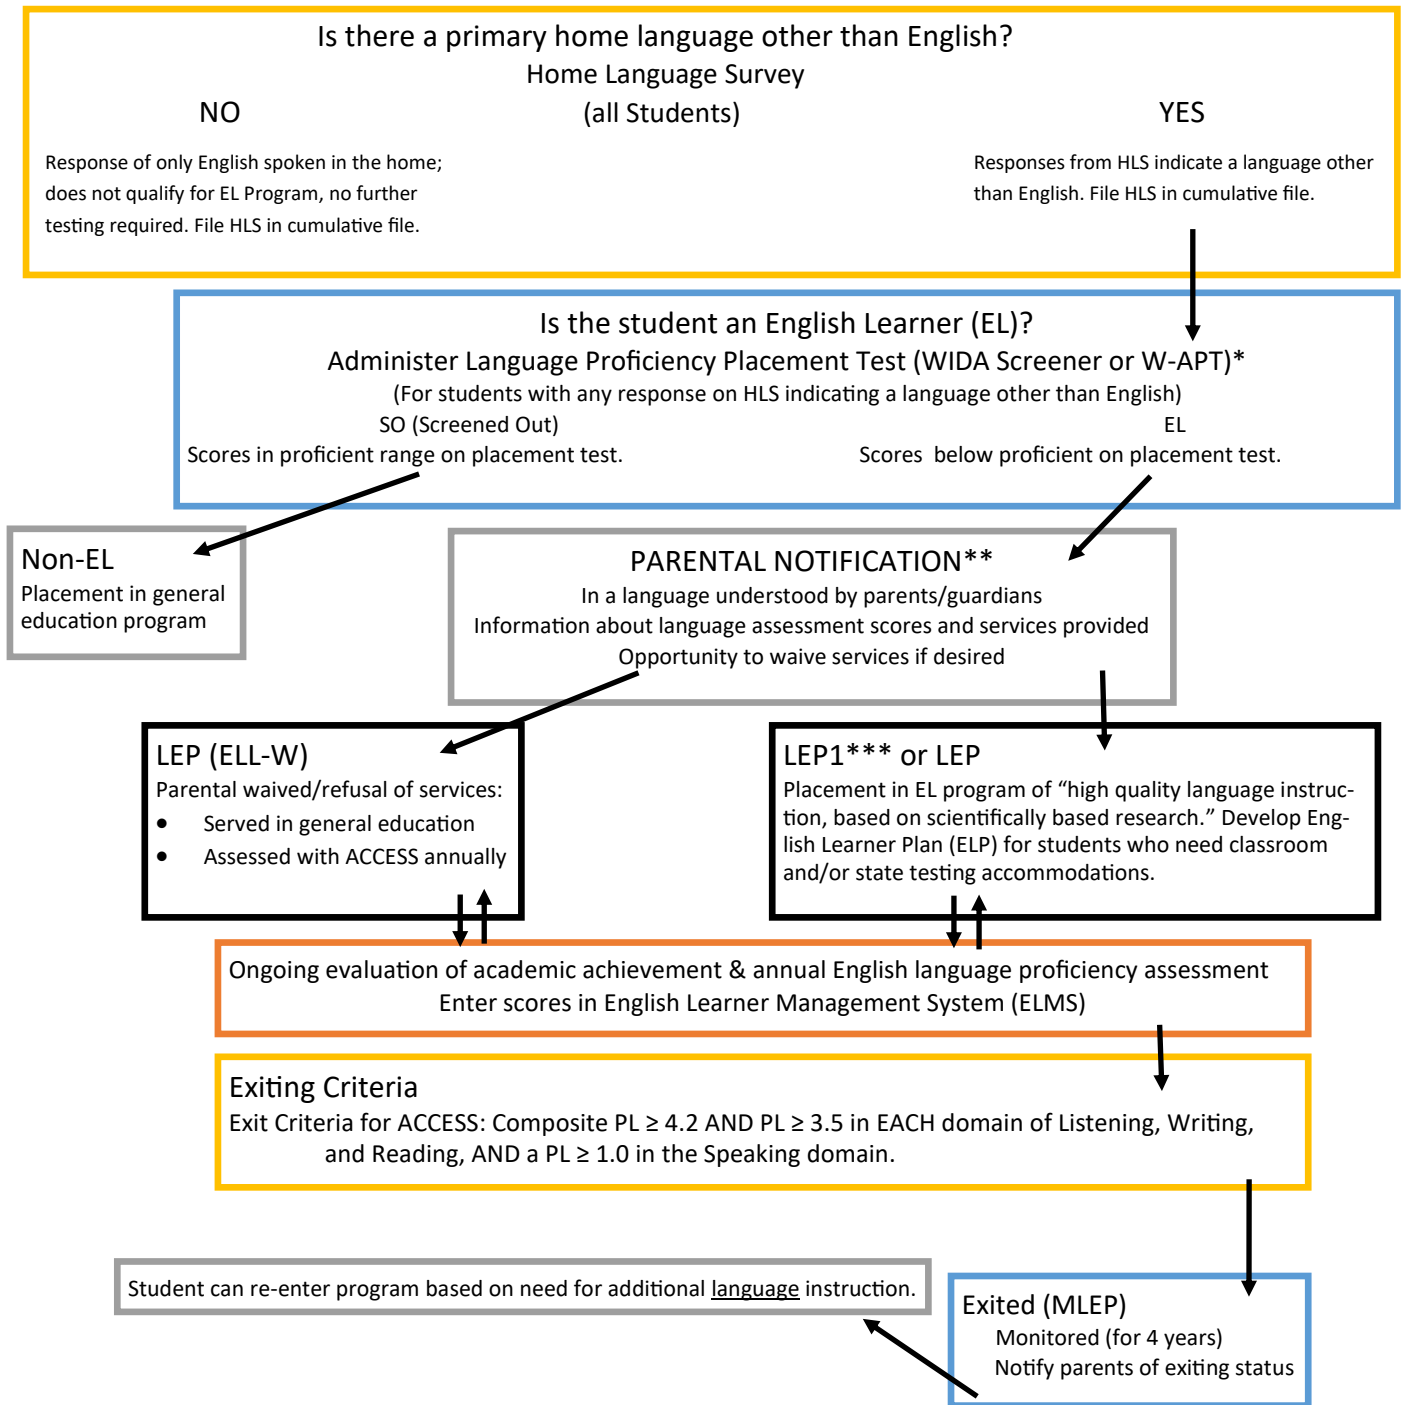 Is there a primary home language other than English?
Home Language Survey
(all Students)
NO
Response of only English spoken in the home;
does not qualify for EL Program, no further
testing required. File HLS in cumulative file.
YES
Responses from HLS indicate a language other
than English. File HLS in cumulative file.
Is the student an English Learner (EL)?
Administer Language Proficiency Placement Test (WIDA Screener or W-APT)*
(For students with any response on HLS indicating a language other than English)
SO (Screened Out)
Scores in proficient range on placement test.
EL
Scores below proficient on placement test.
Non-EL
Placement in general
education program
PARENTAL NOTIFICATION**
In a language understood by parents/guardians
Information about language assessment scores and services provided
Opportunity to waive services if desired
LEP (ELL-W)
Parental waived/refusal of services:
• Served in general education
• Assessed with ACCESS annually
LEP1*** or LEP
Placement in EL program of “high quality language instruc-
tion, based on scientifically based research.” Develop Eng-
lish Learner Plan (ELP) for students who need classroom
and/or state testing accommodations.
Ongoing evaluation of academic achievement & annual English language proficiency assessment
Enter scores in English Learner Management System (ELMS)
Exiting Criteria
Exit Criteria for ACCESS: Composite PL ≥ 4.2 AND PL ≥ 3.5 in EACH domain of Listening, Writing,
and Reading, AND a PL ≥ 1.0 in the Speaking domain.
Student can re-enter program based on need for additional language instruction.
Exited (MLEP)
Monitored (for 4 years)
Notify parents of exiting status